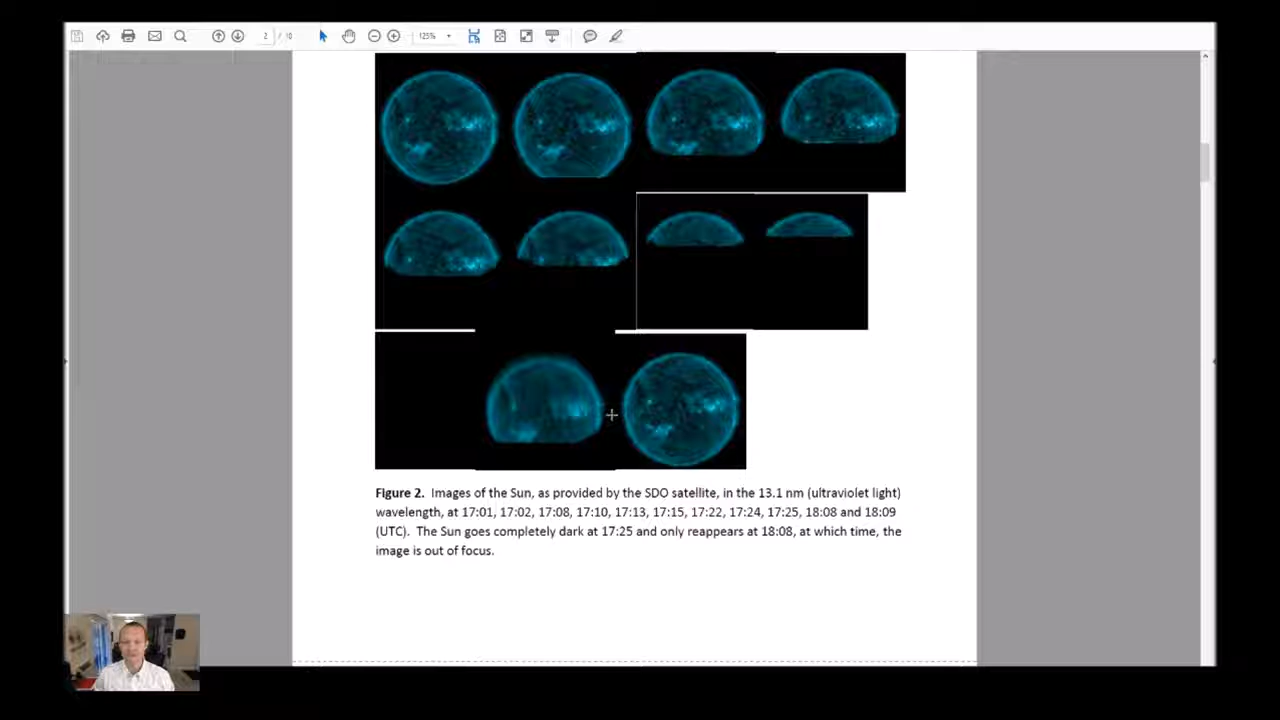 2 / 18 125%
Figure 2. Images of the Sun, as provided by the SDO satellite, in the 13.1 nm (ultraviolet light)
wavelength, at 17:01, 17:02, 17:08, 17:10, 17:13, 17:15, 17:22, 17:24, 17:25, 18:08 and 18:09
(UTC). The Sun goes completely dark at 17:25 and only reappears at 18:08, at which time, the
image is out of focus.